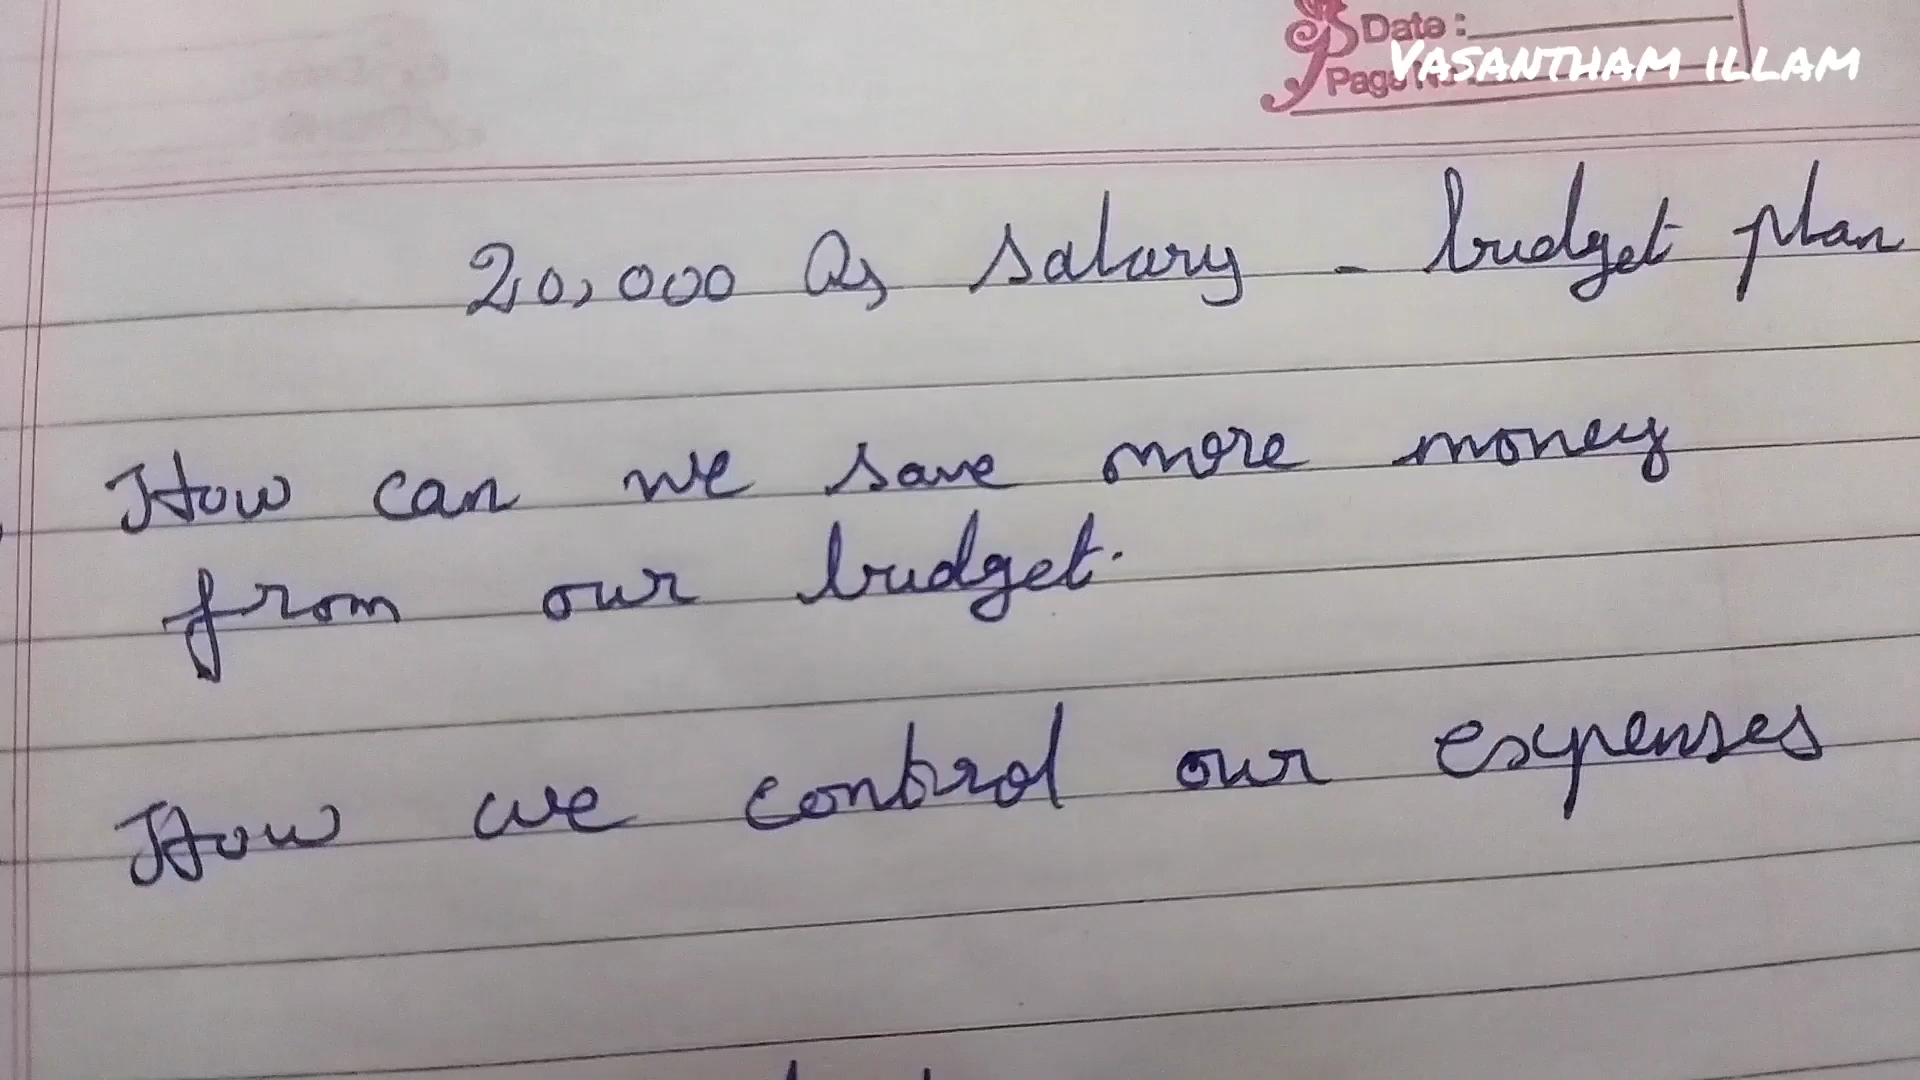 Date :
VASANTHAM ILLAM
Page No
20,000 as salary - budget plan
How can we save more money
from our budget.
How we control our expenses